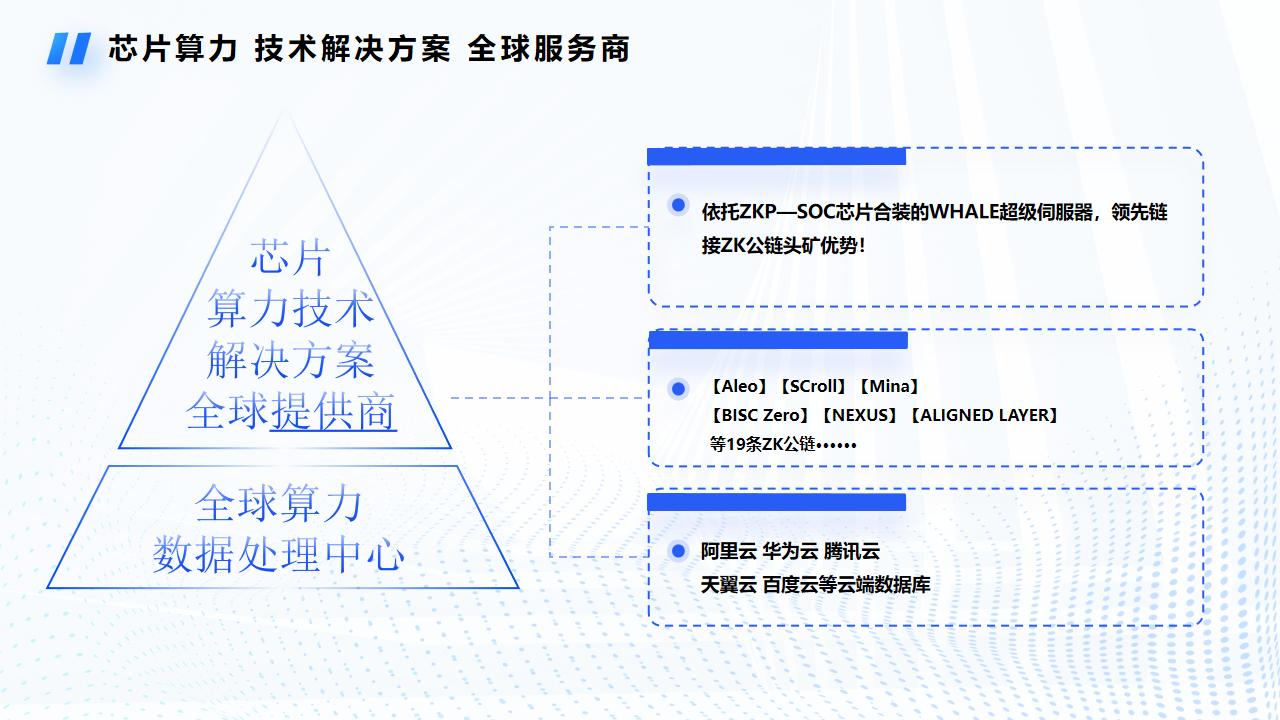 芯片算力 技术解决方案 全球服务商
芯片
算力技术
解决方案
全球提供商
全球算力
数据处理中心
依托ZKP—SOC芯片合装的WHALE超级伺服器，领先链
接ZK公链头矿优势！
【Aleo】【SCroll】【Mina】
【BISC Zero】【NEXUS】【ALIGNED LAYER】
等19条ZK公链••••••
阿里云 华为云 腾讯云
天翼云 百度云等云端数据库